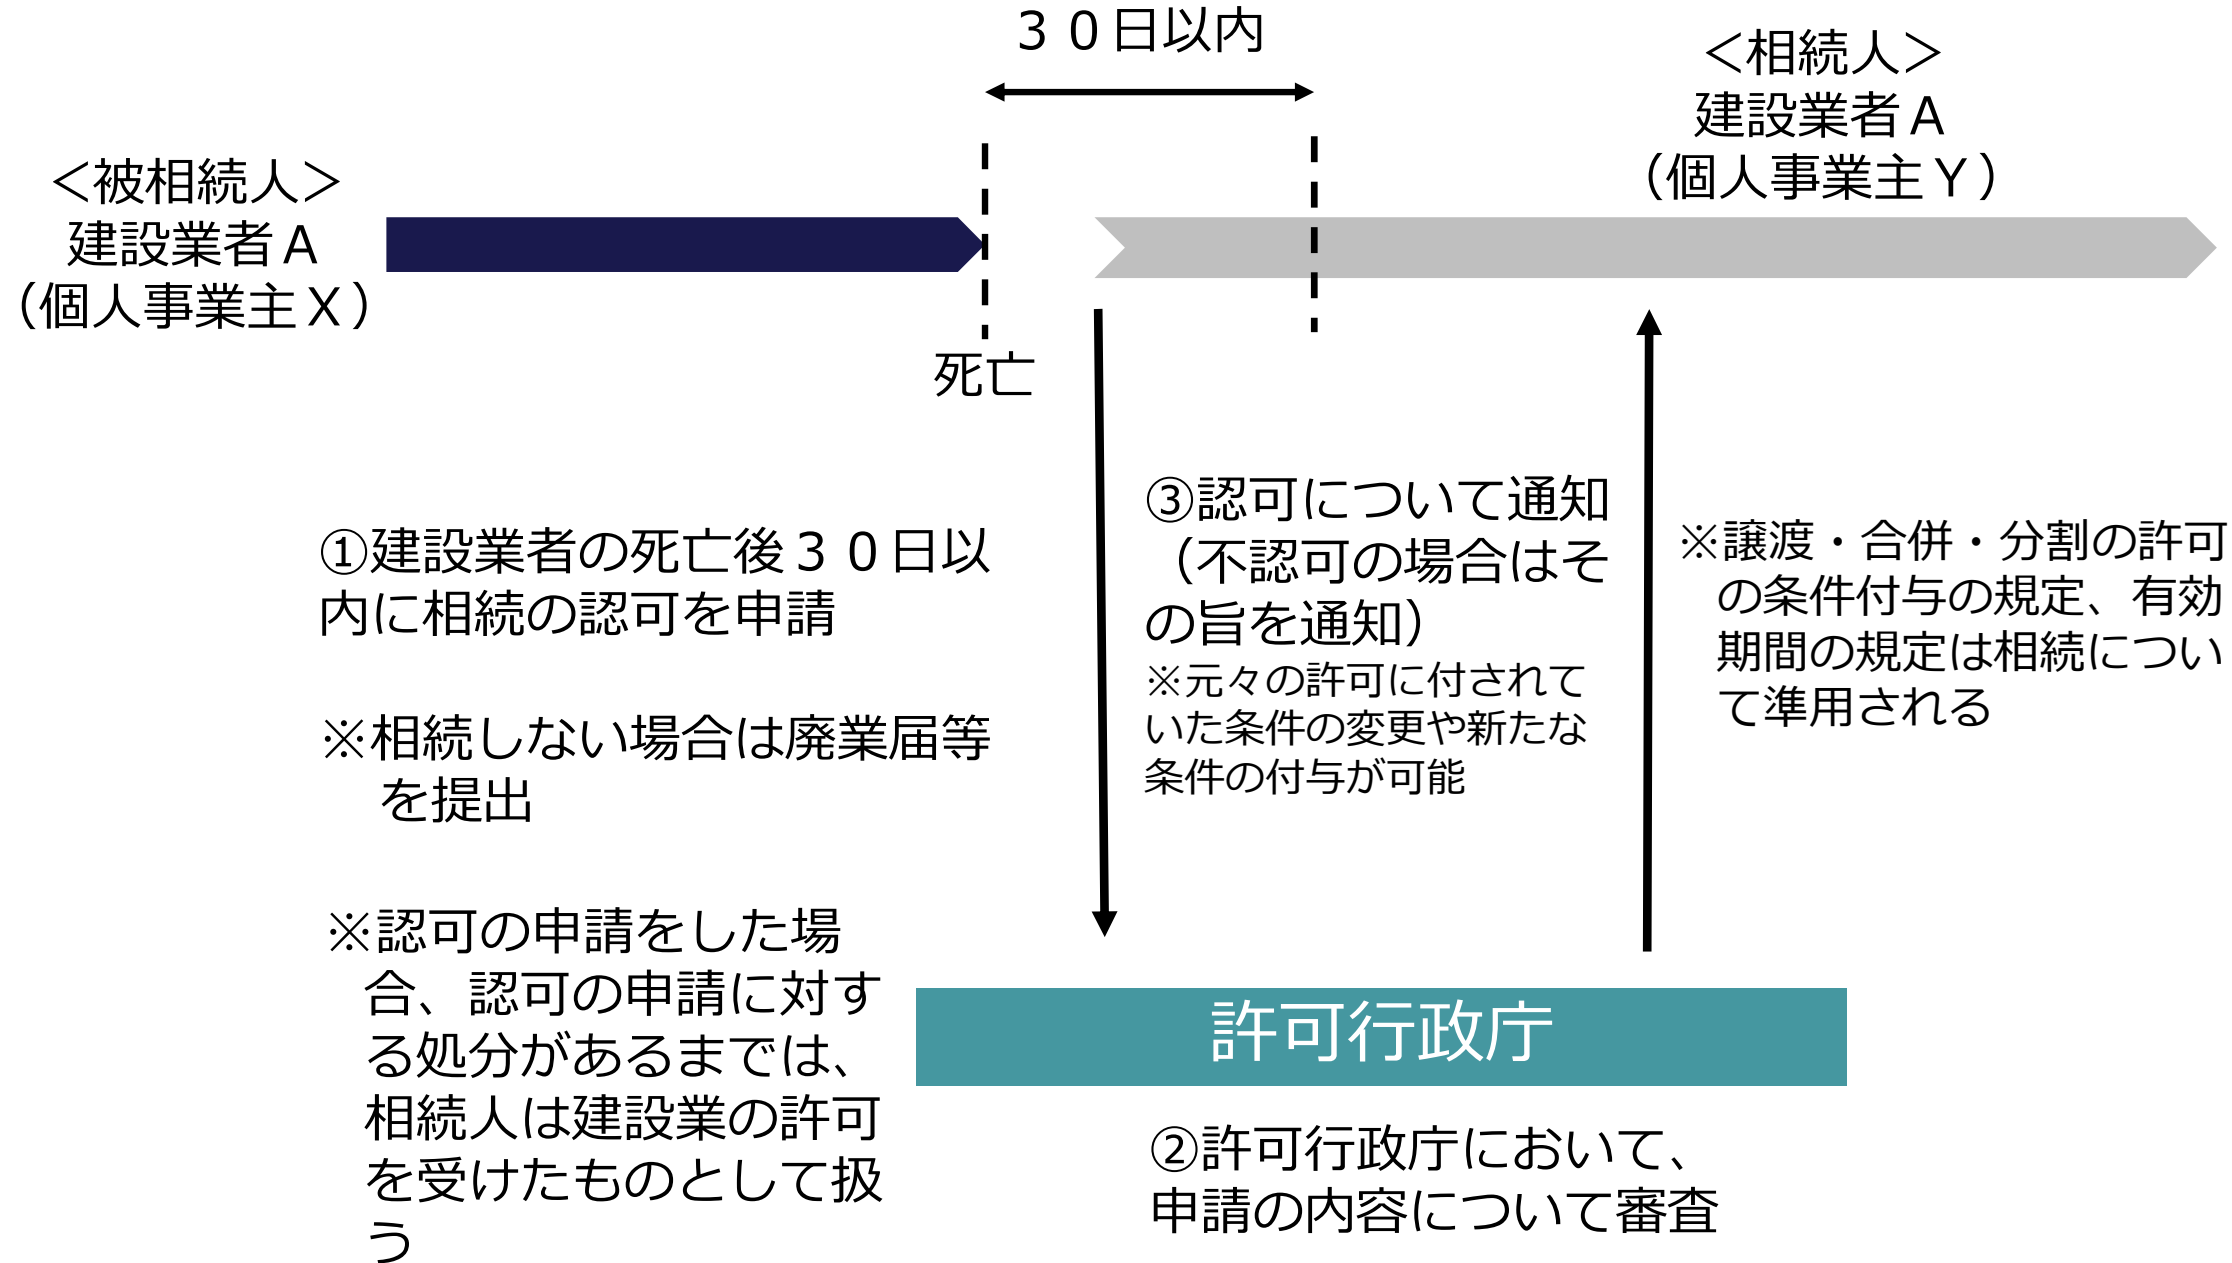 ３０日以内
＜相続人＞
建設業者Ａ
（個人事業主Ｙ）
＜被相続人＞
建設業者Ａ
（個人事業主Ｘ）
死亡
①建設業者の死亡後３０日以
内に相続の認可を申請
※相続しない場合は廃業届等
を提出
※認可の申請をした場
合、認可の申請に対す
る処分があるまでは、
相続人は建設業の許可
を受けたものとして扱
う
③認可について通知
（不認可の場合はそ
の旨を通知）
※元々の許可に付されて
いた条件の変更や新たな
条件の付与が可能
※譲渡・合併・分割の許可
の条件付与の規定、有効
期間の規定は相続につい
て準用される
許可行政庁
②許可行政庁において、
申請の内容について審査